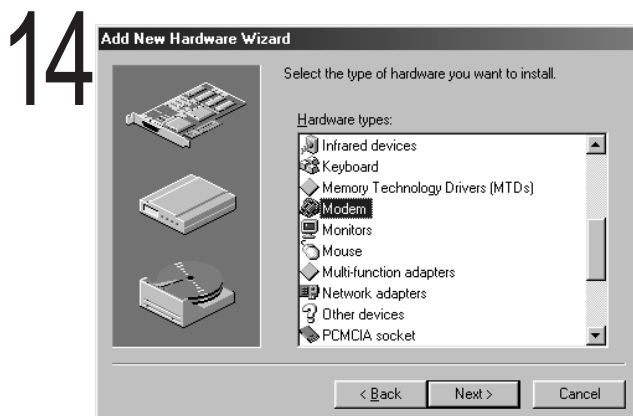 14
Add New Hardware Wizard
Select the type of hardware you want to install.
Hardware types:
Infrared devices
Keyboard
Memory Technology Drivers (MTDs)
Modem
Monitors
Mouse
Multi-function adapters
Network adapters
Other devices
PCMCIA socket
< Back
Next >
Cancel